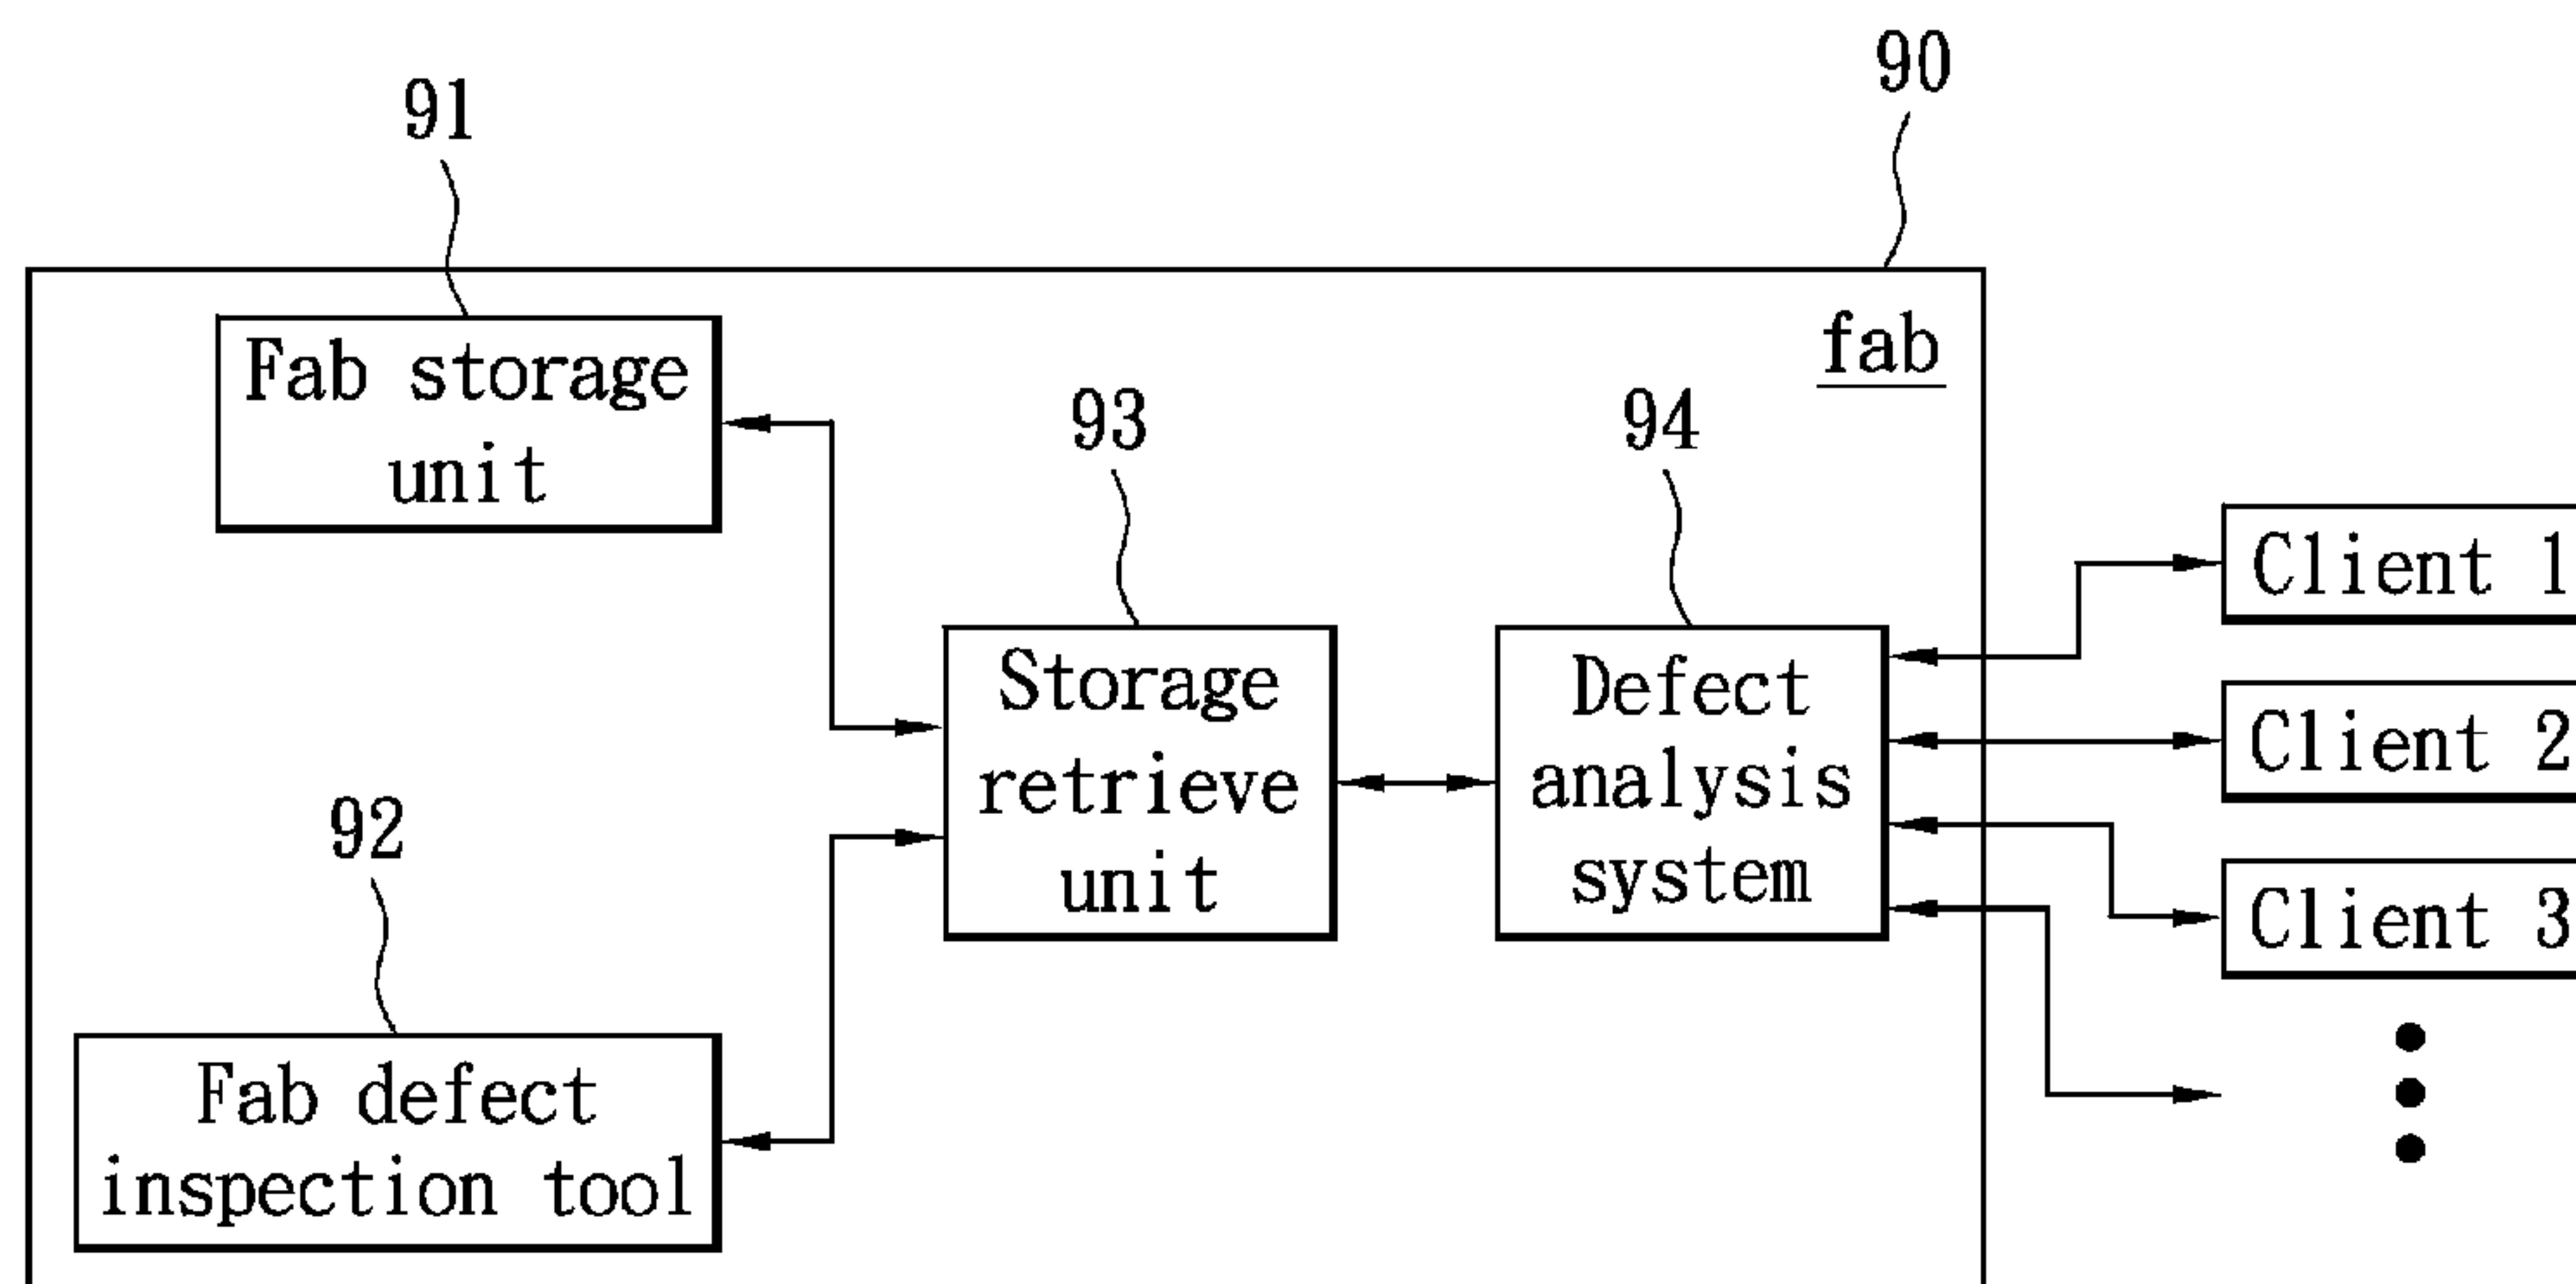 90
91
fab
Fab storage
unit
93
94
Client 1
Storage
retrieve
unit
Defect
analysis
system
Client 2
92
Client 3
Fab defect
inspection tool